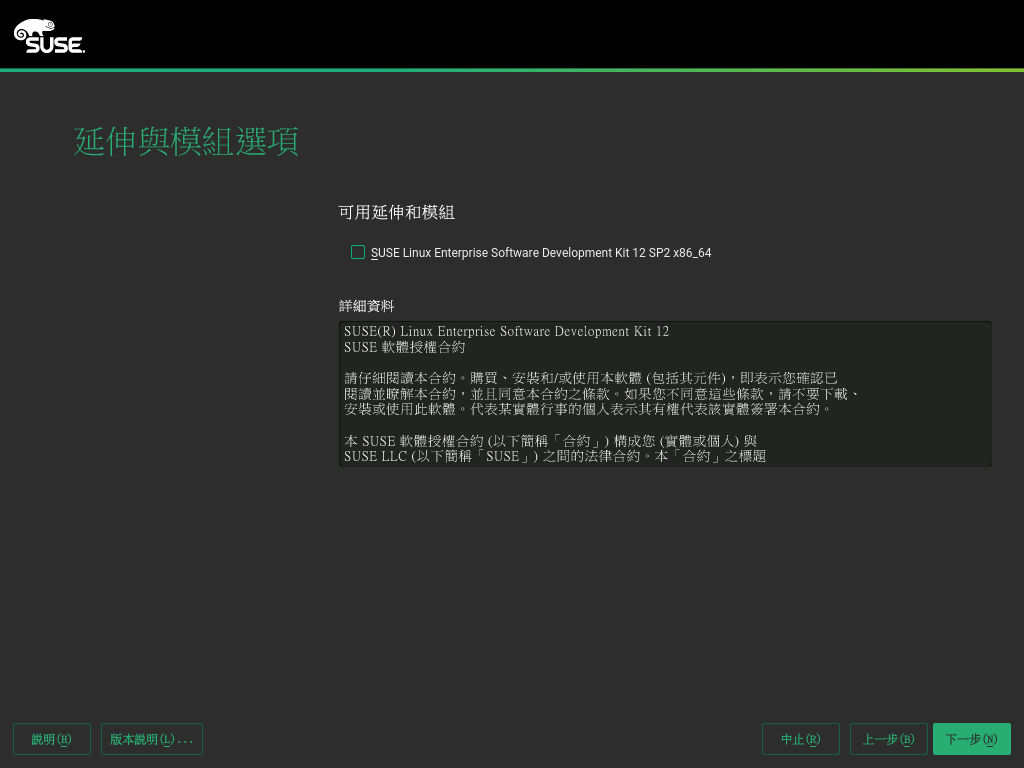 SUSE.
延伸與模組選項
可用延伸和模組
SUSE Linux Enterprise Software Development Kit 12 SP2 x86_64
詳細資料
SUSE(R) Linux Enterprise Software Development Kit 12
SUSE 軟體授權合約
請仔細閱讀本合約。購買、安裝和/或使用本軟體 (包括其元件)，即表示您確認已
閱讀並瞭解本合約，並且同意本合約之條款。如果您不同意這些條款，請不要下載、
安裝或使用此軟體。代表某實體行事的個人表示其有權代表該實體簽署本合約。
本 SUSE 軟體授權合約 (以下簡稱「合約」) 構成您 (實體或個人) 與
SUSE LLC (以下簡稱「SUSE」) 之間的法律合約。本「合約」之標題
說明(H)
版本說明(L)...
中止(R)
上一步(B)
下一步(N)